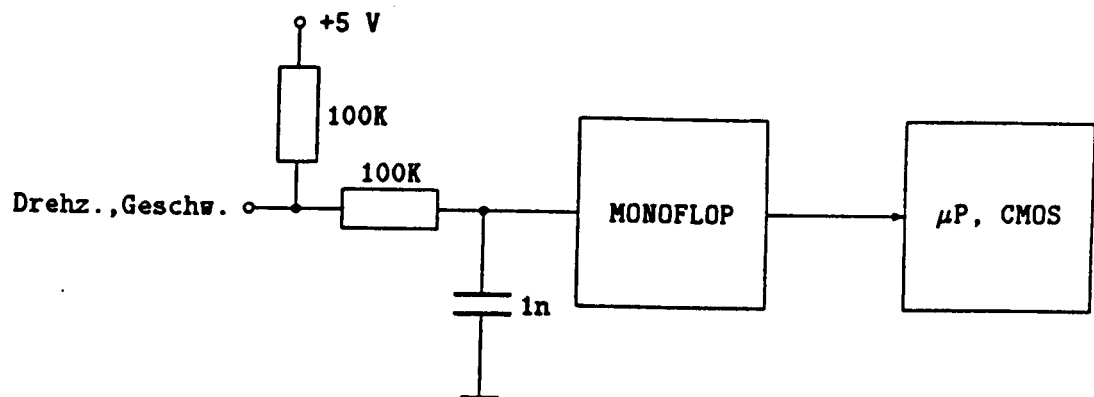 +5 V
100K
100K
Drehz.,Geschw.
MONOFLOP
µP, CMOS
1n